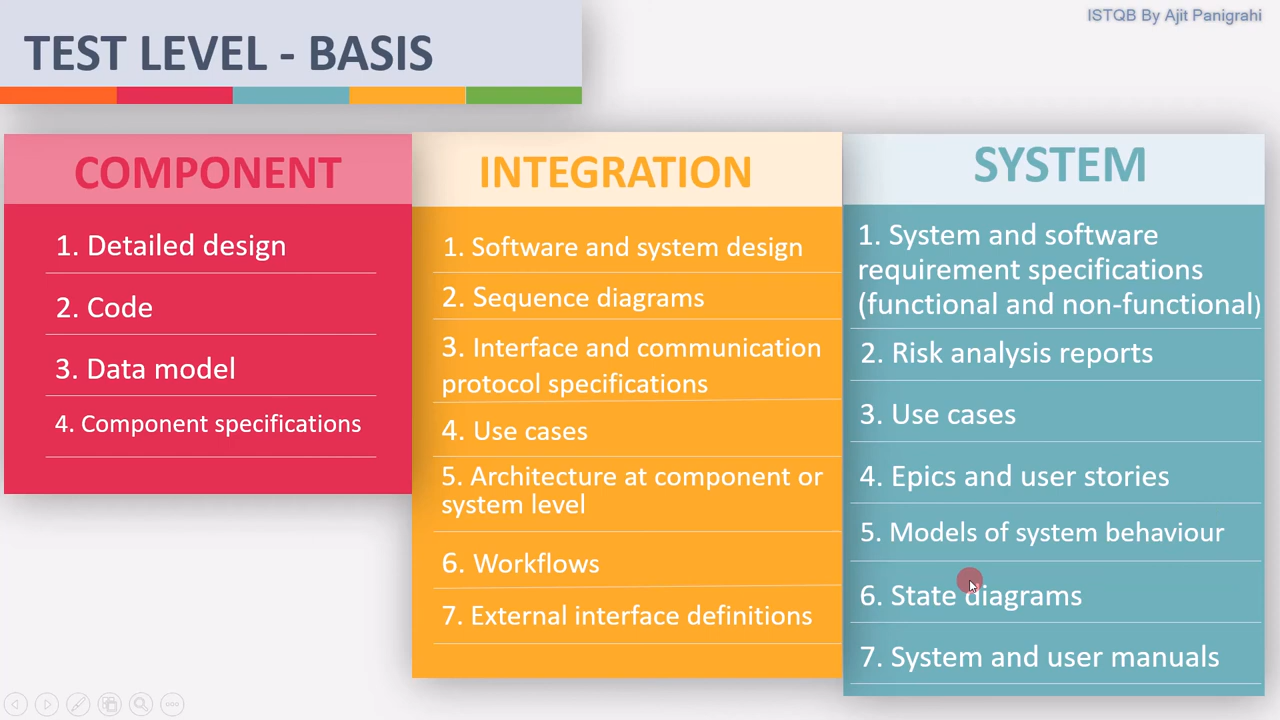 ISTQB By Ajit Panigrahi
TEST LEVEL - BASIS
COMPONENT
1. Detailed design
2. Code
3. Data model
4. Component specifications
INTEGRATION
1. Software and system design
2. Sequence diagrams
3. Interface and communication
protocol specifications
4. Use cases
5. Architecture at component or
system level
6. Workflows
7. External interface definitions
SYSTEM
1. System and software
requirement specifications
(functional and non-functional)
2. Risk analysis reports
3. Use cases
4. Epics and user stories
5. Models of system behaviour
6. State diagrams
7. System and user manuals